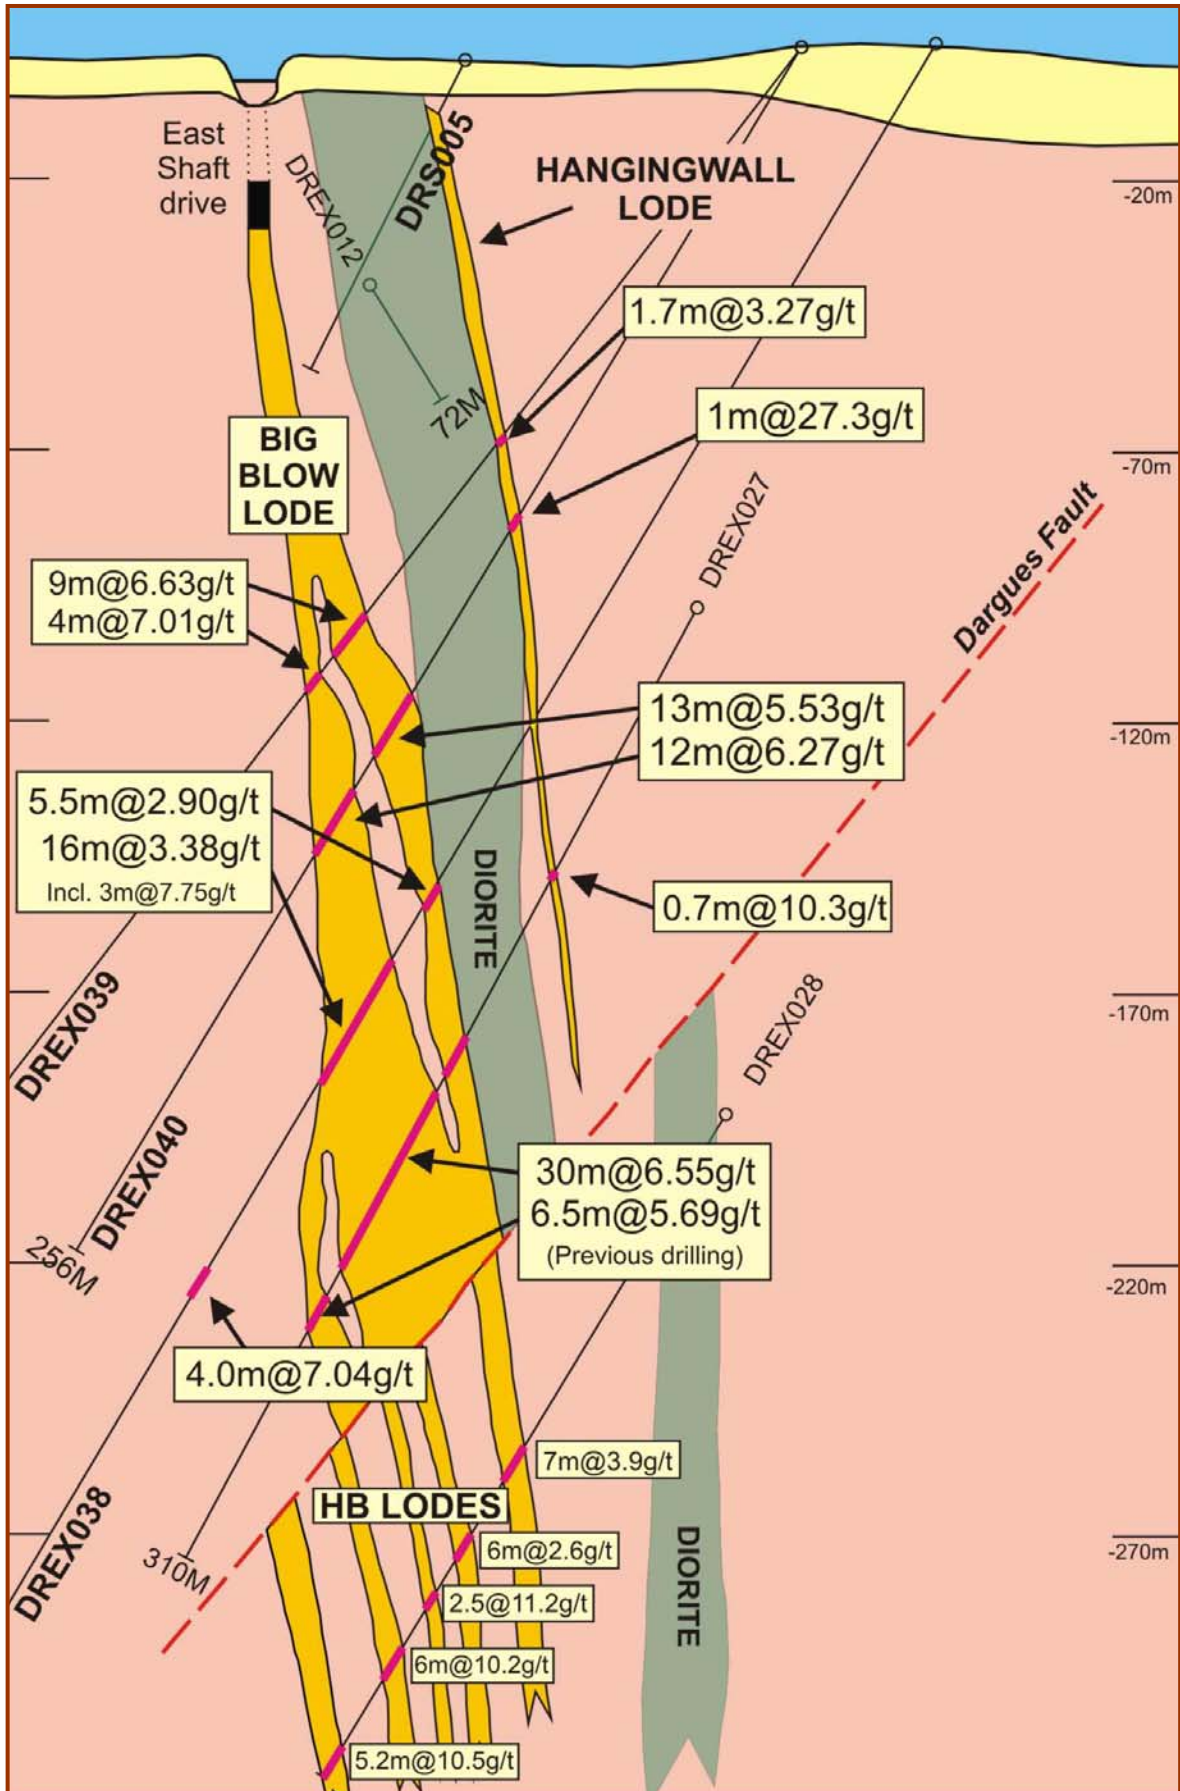 East
Shaft
drive
DREX012
DRS005
HANGINGWALL
LODE
-20m
1.7m@3.27g/t
1m@27.3g/t
72M
BIG
BLOW
LODE
-70m
DREX027
Dargues Fault
9m@6.63g/t
4m@7.01g/t
13m@5.53g/t
12m@6.27g/t
-120m
5.5m@2.90g/t
16m@3.38g/t
Incl. 3m@7.75g/t
DIORITE
0.7m@10.3g/t
DREX039
-170m
DREX028
DREX040
30m@6.55g/t
6.5m@5.69g/t
(Previous drilling)
256M
-220m
4.0m@7.04g/t
7m@3.9g/t
HB LODES
DREX038
310M
6m@2.6g/t
-270m
2.5@11.2g/t
DIORITE
6m@10.2g/t
5.2m@10.5g/t